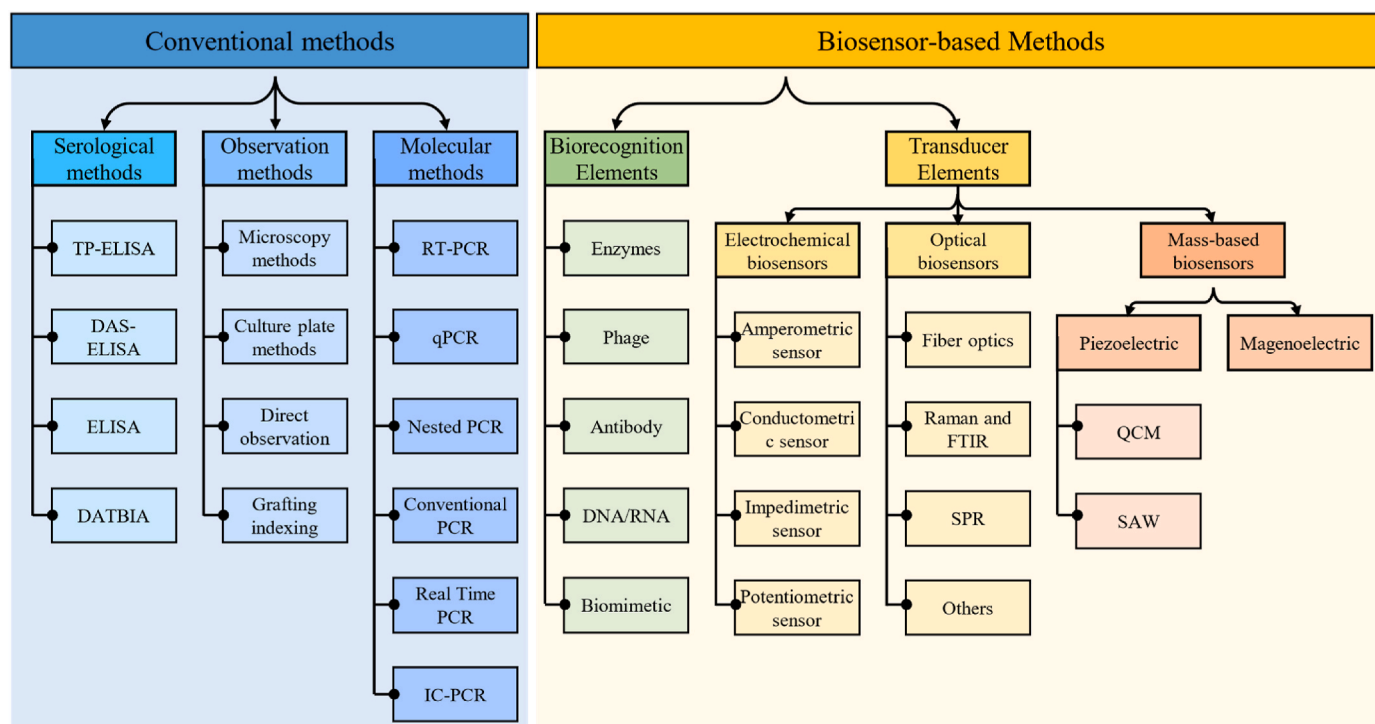 Conventional methods
Biosensor-based Methods
Serological
methods
Observation
methods
Molecular
methods
Biorecognition
Elements
Transducer
Elements
TP-ELISA
DAS-
ELISA
ELISA
DATBIA
Microscopy
methods
Culture plate
methods
Direct
observation
Grafting
indexing
RT-PCR
qPCR
Nested PCR
Conventional
PCR
Real Time
PCR
IC-PCR
Enzymes
Phage
Antibody
DNA/RNA
Biomimetic
Electrochemical
biosensors
Amperometric
sensor
Conductometri
c sensor
Impedimetric
sensor
Potentiometric
sensor
Optical
biosensors
Fiber optics
Raman and
FTIR
SPR
Others
Mass-based
biosensors
Piezoelectric
Magenoelectric
QCM
SAW